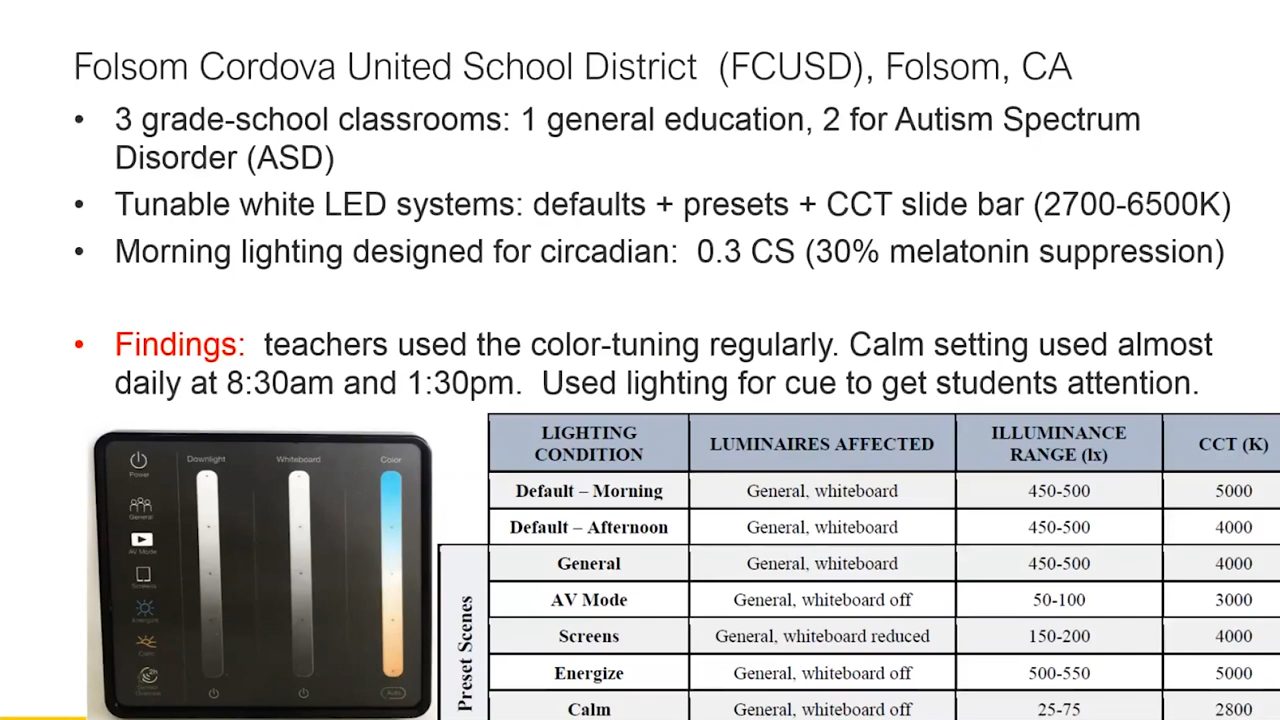 Folsom Cordova United School District (FCUSD), Folsom, CA
• 3 grade-school classrooms: 1 general education, 2 for Autism Spectrum
Disorder (ASD)
• Tunable white LED systems: defaults + presets + CCT slide bar (2700-6500K)
• Morning lighting designed for circadian: 0.3 CS (30% melatonin suppression)
• Findings: teachers used the color-tuning regularly. Calm setting used almost
daily at 8:30am and 1:30pm. Used lighting for cue to get students attention.
Downlight Whiteboard Color
Power
General
AV Mode
Screens
Energize
Calm
Auto
LIGHTING CONDITION LUMINAIRES AFFECTED ILLUMINANCE RANGE (lx) CCT (K)
Default – Morning General, whiteboard 450-500 5000
Default – Afternoon General, whiteboard 450-500 4000
Preset Scenes
General General, whiteboard 450-500 4000
AV Mode General, whiteboard off 50-100 3000
Screens General, whiteboard reduced 150-200 4000
Energize General, whiteboard off 500-550 5000
Calm General, whiteboard off 25-75 2800